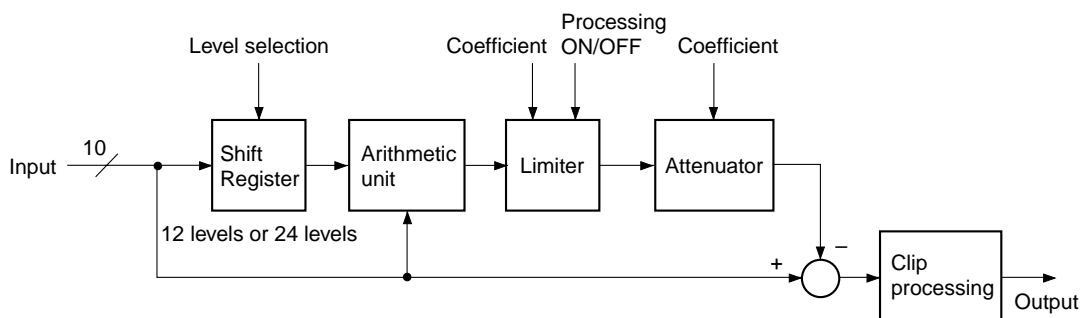 Processing
ON/OFF
Level selection
Coefficient
Coefficient
10
Input
Shift
Register
Arithmetic
unit
Limiter
Attenuator
12 levels or 24 levels
+
−
Clip
processing
Output